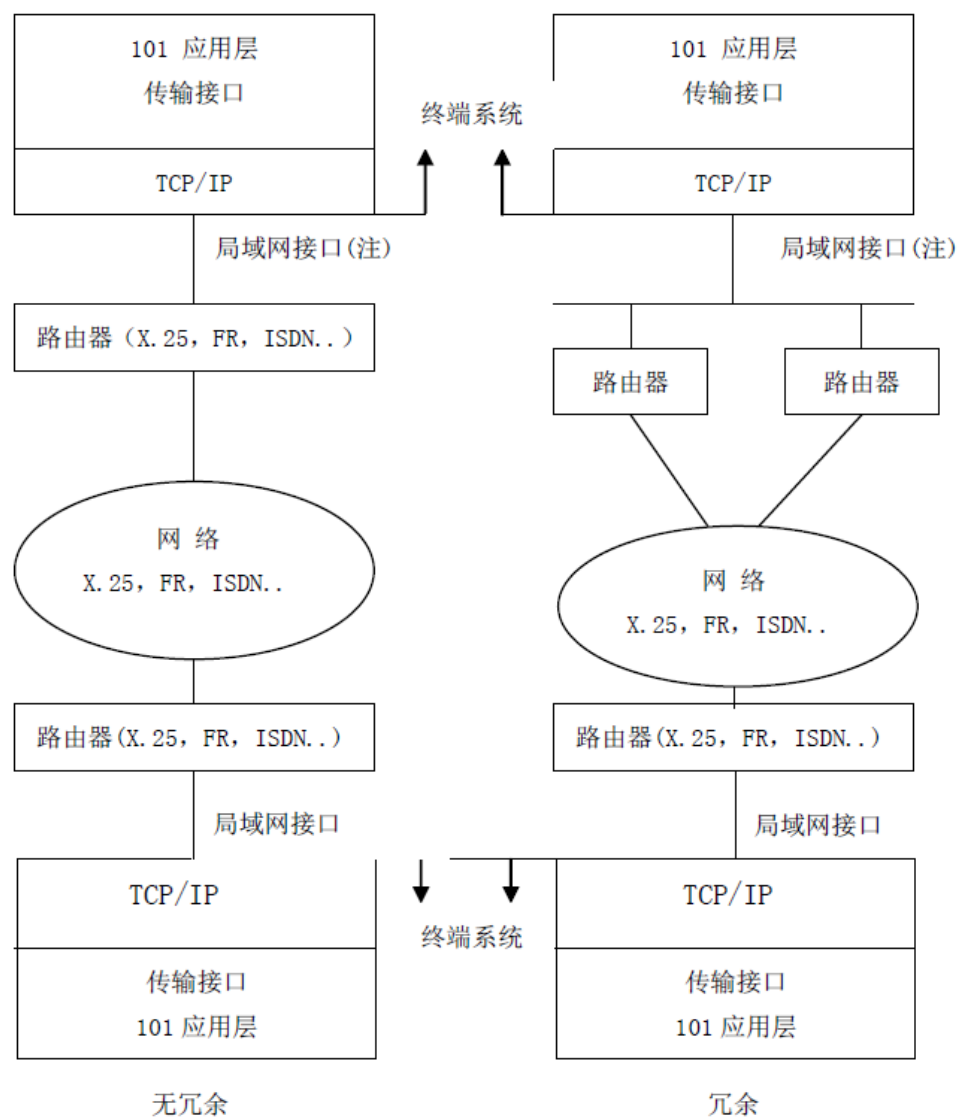 101 应用层
传输接口
TCP/IP
局域网接口(注)
路由器（X.25，FR，ISDN..）
网 络
X.25，FR，ISDN..
路由器(X.25，FR，ISDN..)
局域网接口
TCP/IP
传输接口
101 应用层
无冗余
终端系统
终端系统
101 应用层
传输接口
TCP/IP
局域网接口(注)
路由器
路由器
网 络
X.25，FR，ISDN..
路由器(X.25，FR，ISDN..)
局域网接口
TCP/IP
传输接口
101 应用层
冗余